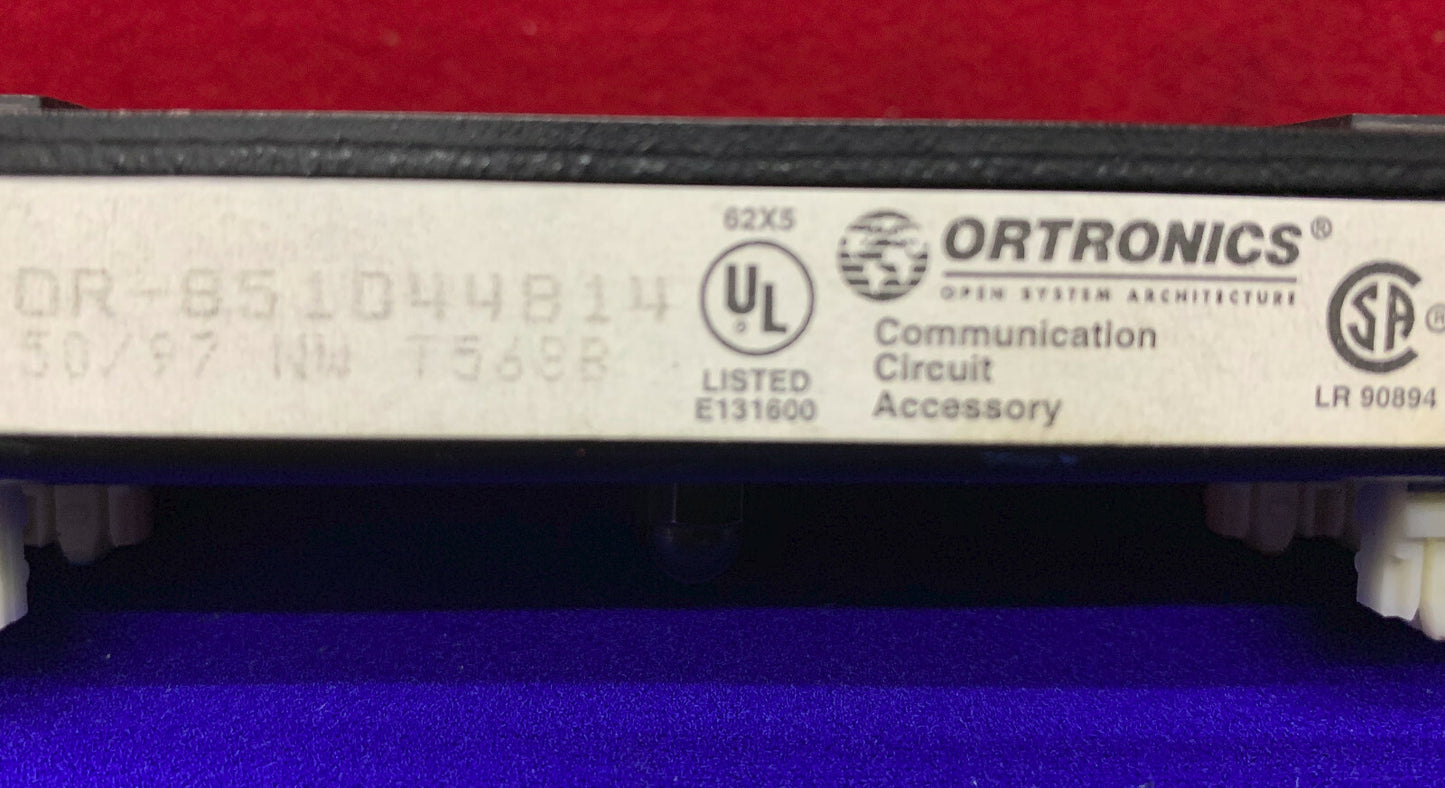 OR-851044814
50/97 NW T568B
62X5
UL
LISTED
E131600
ORTRONICS®
OPEN SYSTEM ARCHITECTURE
Communication
Circuit
Accessory
SA ®
LR 90894